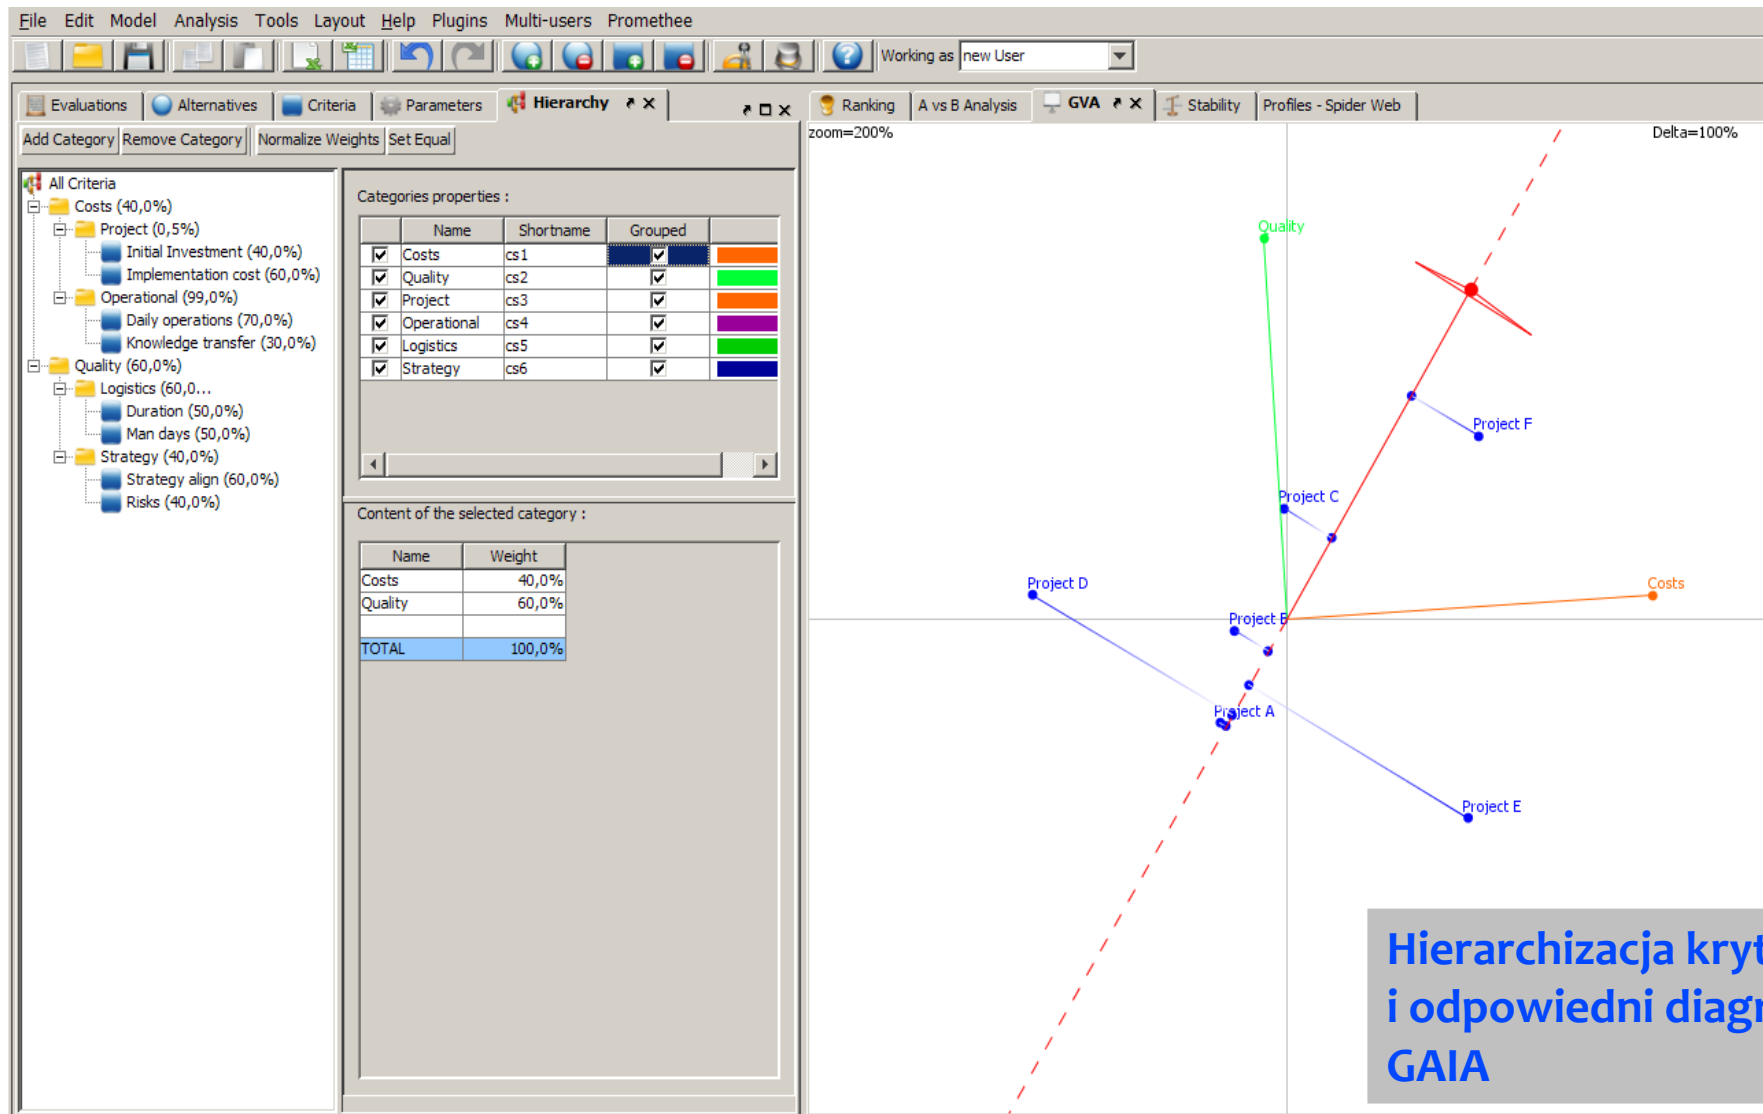 File Edit Model Analysis Tools Layout Help Plugins Multi-users Promethee
Working as new User
Evaluations Alternatives Criteria Parameters Hierarchy
Ranking A vs B Analysis GVA Stability Profiles - Spider Web
Add Category Remove Category Normalize Weights Set Equal
All Criteria
Costs (40,0%)
Project (0,5%)
Initial Investment (40,0%)
Implementation cost (60,0%)
Operational (99,0%)
Daily operations (70,0%)
Knowledge transfer (30,0%)
Quality (60,0%)
Logistics (60,0...
Duration (50,0%)
Man days (50,0%)
Strategy (40,0%)
Strategy align (60,0%)
Risks (40,0%)
Categories properties :
Name Shortname Grouped
Costs cs1
Quality cs2
Project cs3
Operational cs4
Logistics cs5
Strategy cs6
Content of the selected category :
Name Weight
Costs 40,0%
Quality 60,0%
TOTAL 100,0%
zoom=200% Delta=100%
Quality
Project F
Project C
Project D
Costs
Project B
Project A
Project E
Hierarchizacja kryt
i odpowiedni diagr
GAIA